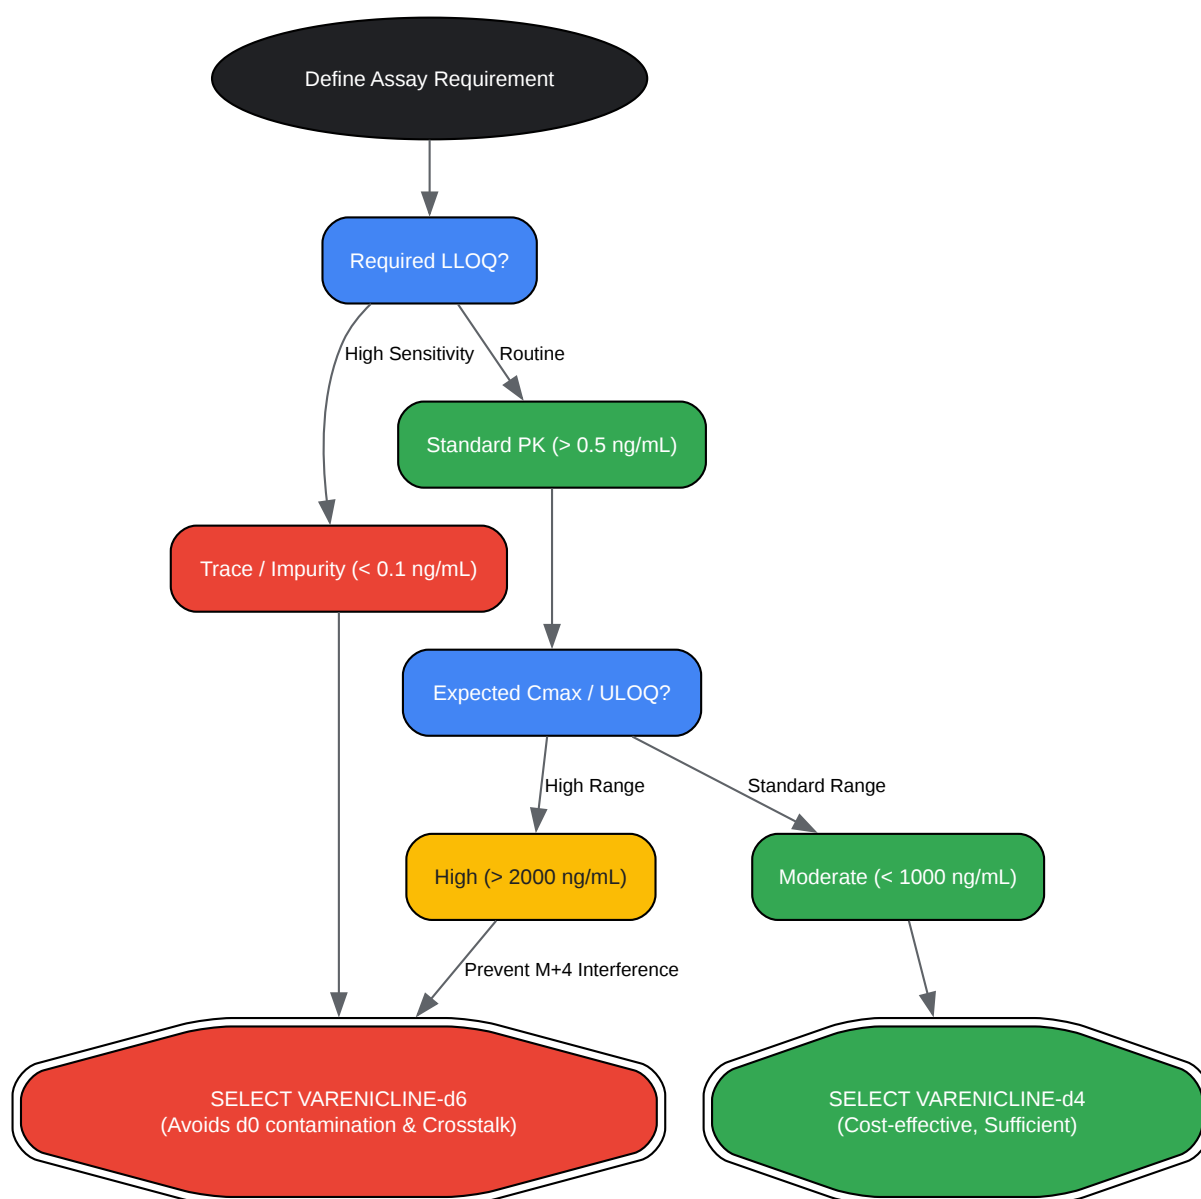 Define Assay Requirement
Required LLOQ?
High Sensitivity
Routine
Standard PK (> 0.5 ng/mL)
Trace / Impurity (< 0.1 ng/mL)
Expected Cmax / ULOQ?
High Range
Standard Range
High (> 2000 ng/mL)
Moderate (< 1000 ng/mL)
Prevent M+4 Interference
SELECT VARENICLINE-d6
(Avoids d0 contamination & Crosstalk)
SELECT VARENICLINE-d4
(Cost-effective, Sufficient)